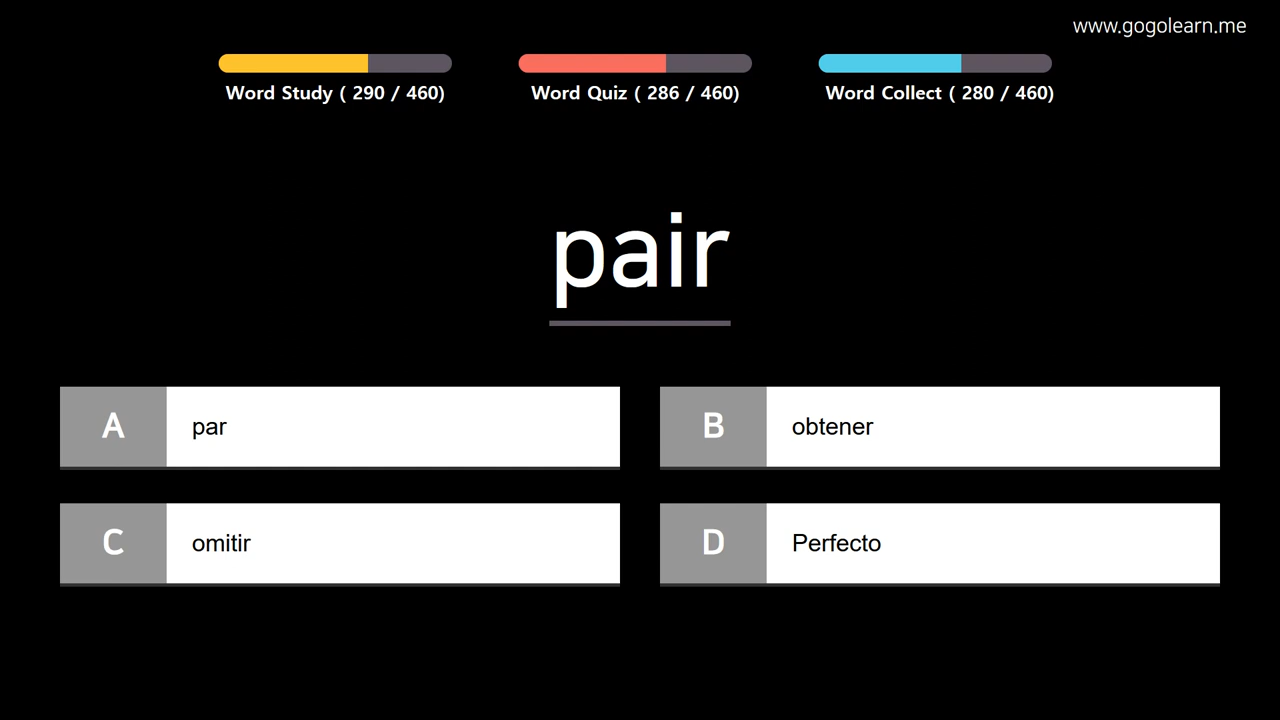 www.gogolearn.me
Word Study ( 290 / 460)
Word Quiz ( 286 / 460)
Word Collect ( 280 / 460)
pair
A par
B obtener
C omitir
D Perfecto